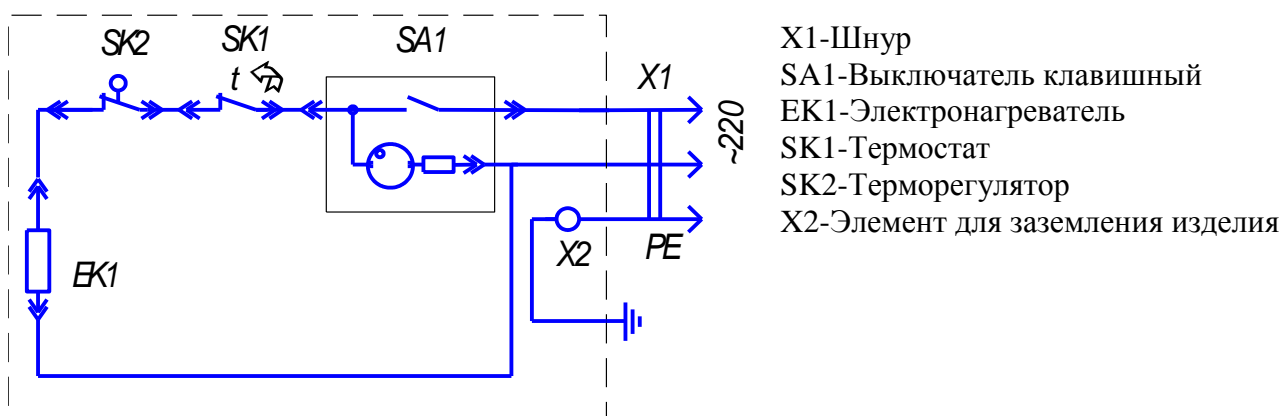 SK2
SK1
SA1
t
X1
~220
EK1
X2
PE
X1-Шнур
SA1-Выключатель клавишный
EK1-Электронагреватель
SK1-Термостат
SK2-Терморегулятор
X2-Элемент для заземления изделия